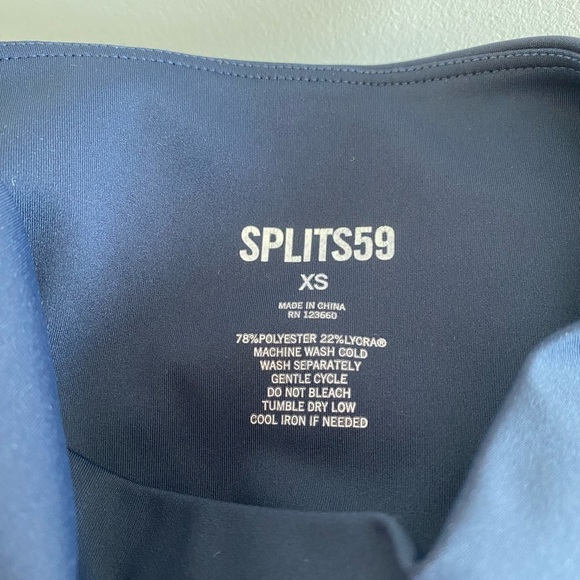 SPLITS59
XS
MADE IN CHINA
RN 123660
78%POLYESTER 22%LYCRA®
MACHINE WASH COLD
WASH SEPARATELY
GENTLE CYCLE
DO NOT BLEACH
TUMBLE DRY LOW
COOL IRON IF NEEDED